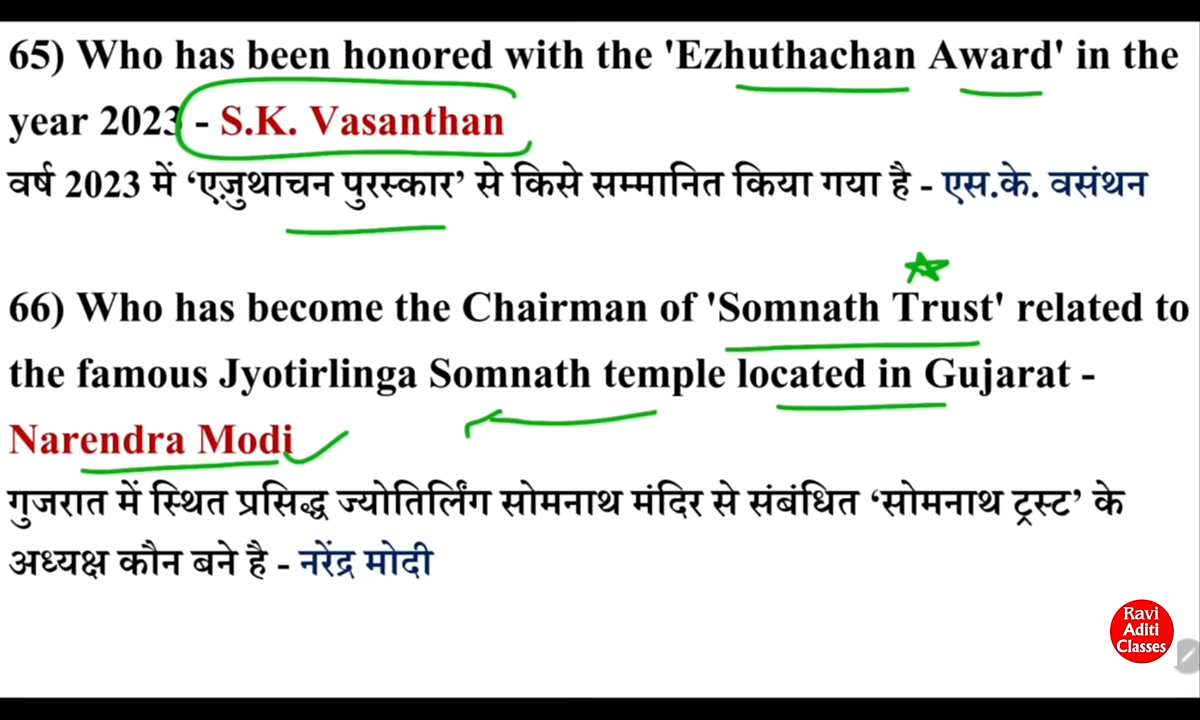 65) Who has been honored with the 'Ezhuthachan Award' in the
year 2023 - S.K. Vasanthan
वर्ष 2023 में ‘एज़ुथाचन पुरस्कार’ से किसे सम्मानित किया गया है - एस.के. वसंथन
66) Who has become the Chairman of 'Somnath Trust' related to
the famous Jyotirlinga Somnath temple located in Gujarat -
Narendra Modi
गुजरात में स्थित प्रसिद्ध ज्योतिर्लिंग सोमनाथ मंदिर से संबंधित ‘सोमनाथ ट्रस्ट’ के
अध्यक्ष कौन बने है - नरेंद्र मोदी
Ravi
Aditi
Classes